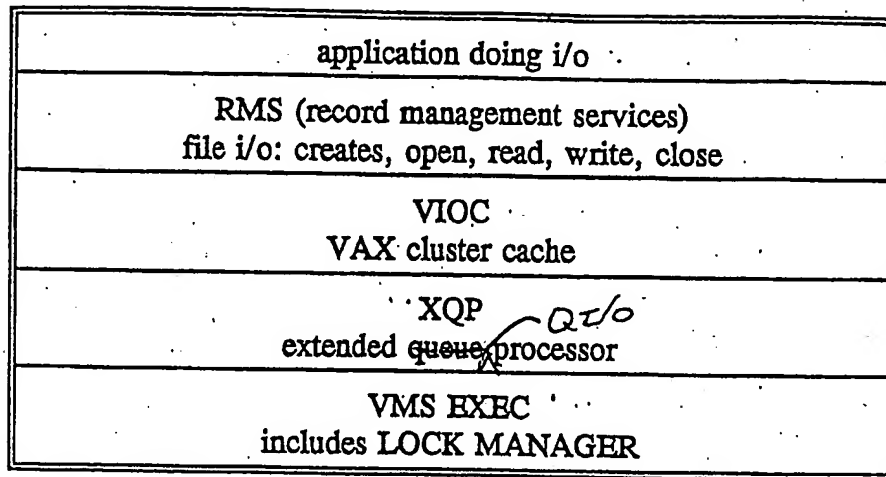 application doing i/o
RMS (record management services)
file i/o: creates, open, read, write, close
VIOC
VAX cluster cache
XQP
QI/O
extended queue processor
VMS EXEC
includes LOCK MANAGER